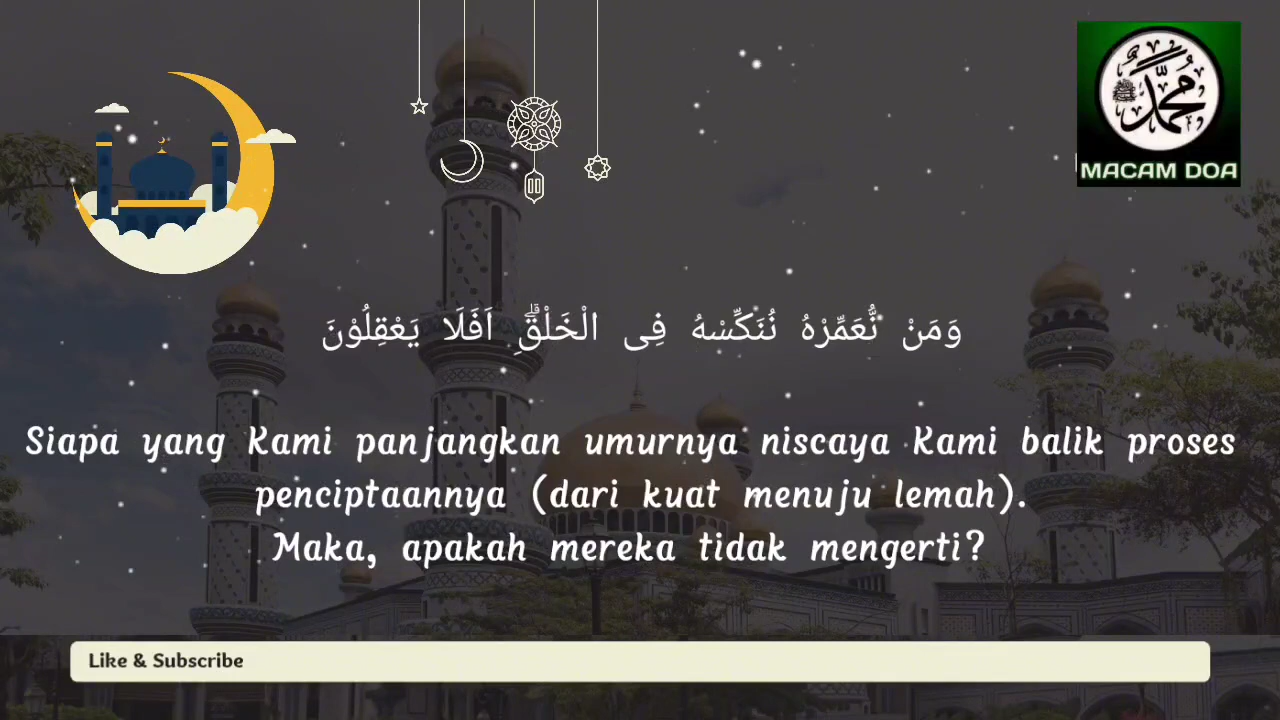 محمد
MACAM DOA
وَمَنْ نُّعَمِّرْهُ نُنَكِّسْهُ فِى الْخَلْقِۗ اَفَلَا يَعْقِلُوْنَ
Siapa yang Kami panjangkan umurnya niscaya Kami balik proses
penciptaannya (dari kuat menuju lemah).
Maka, apakah mereka tidak mengerti?
Like & Subscribe